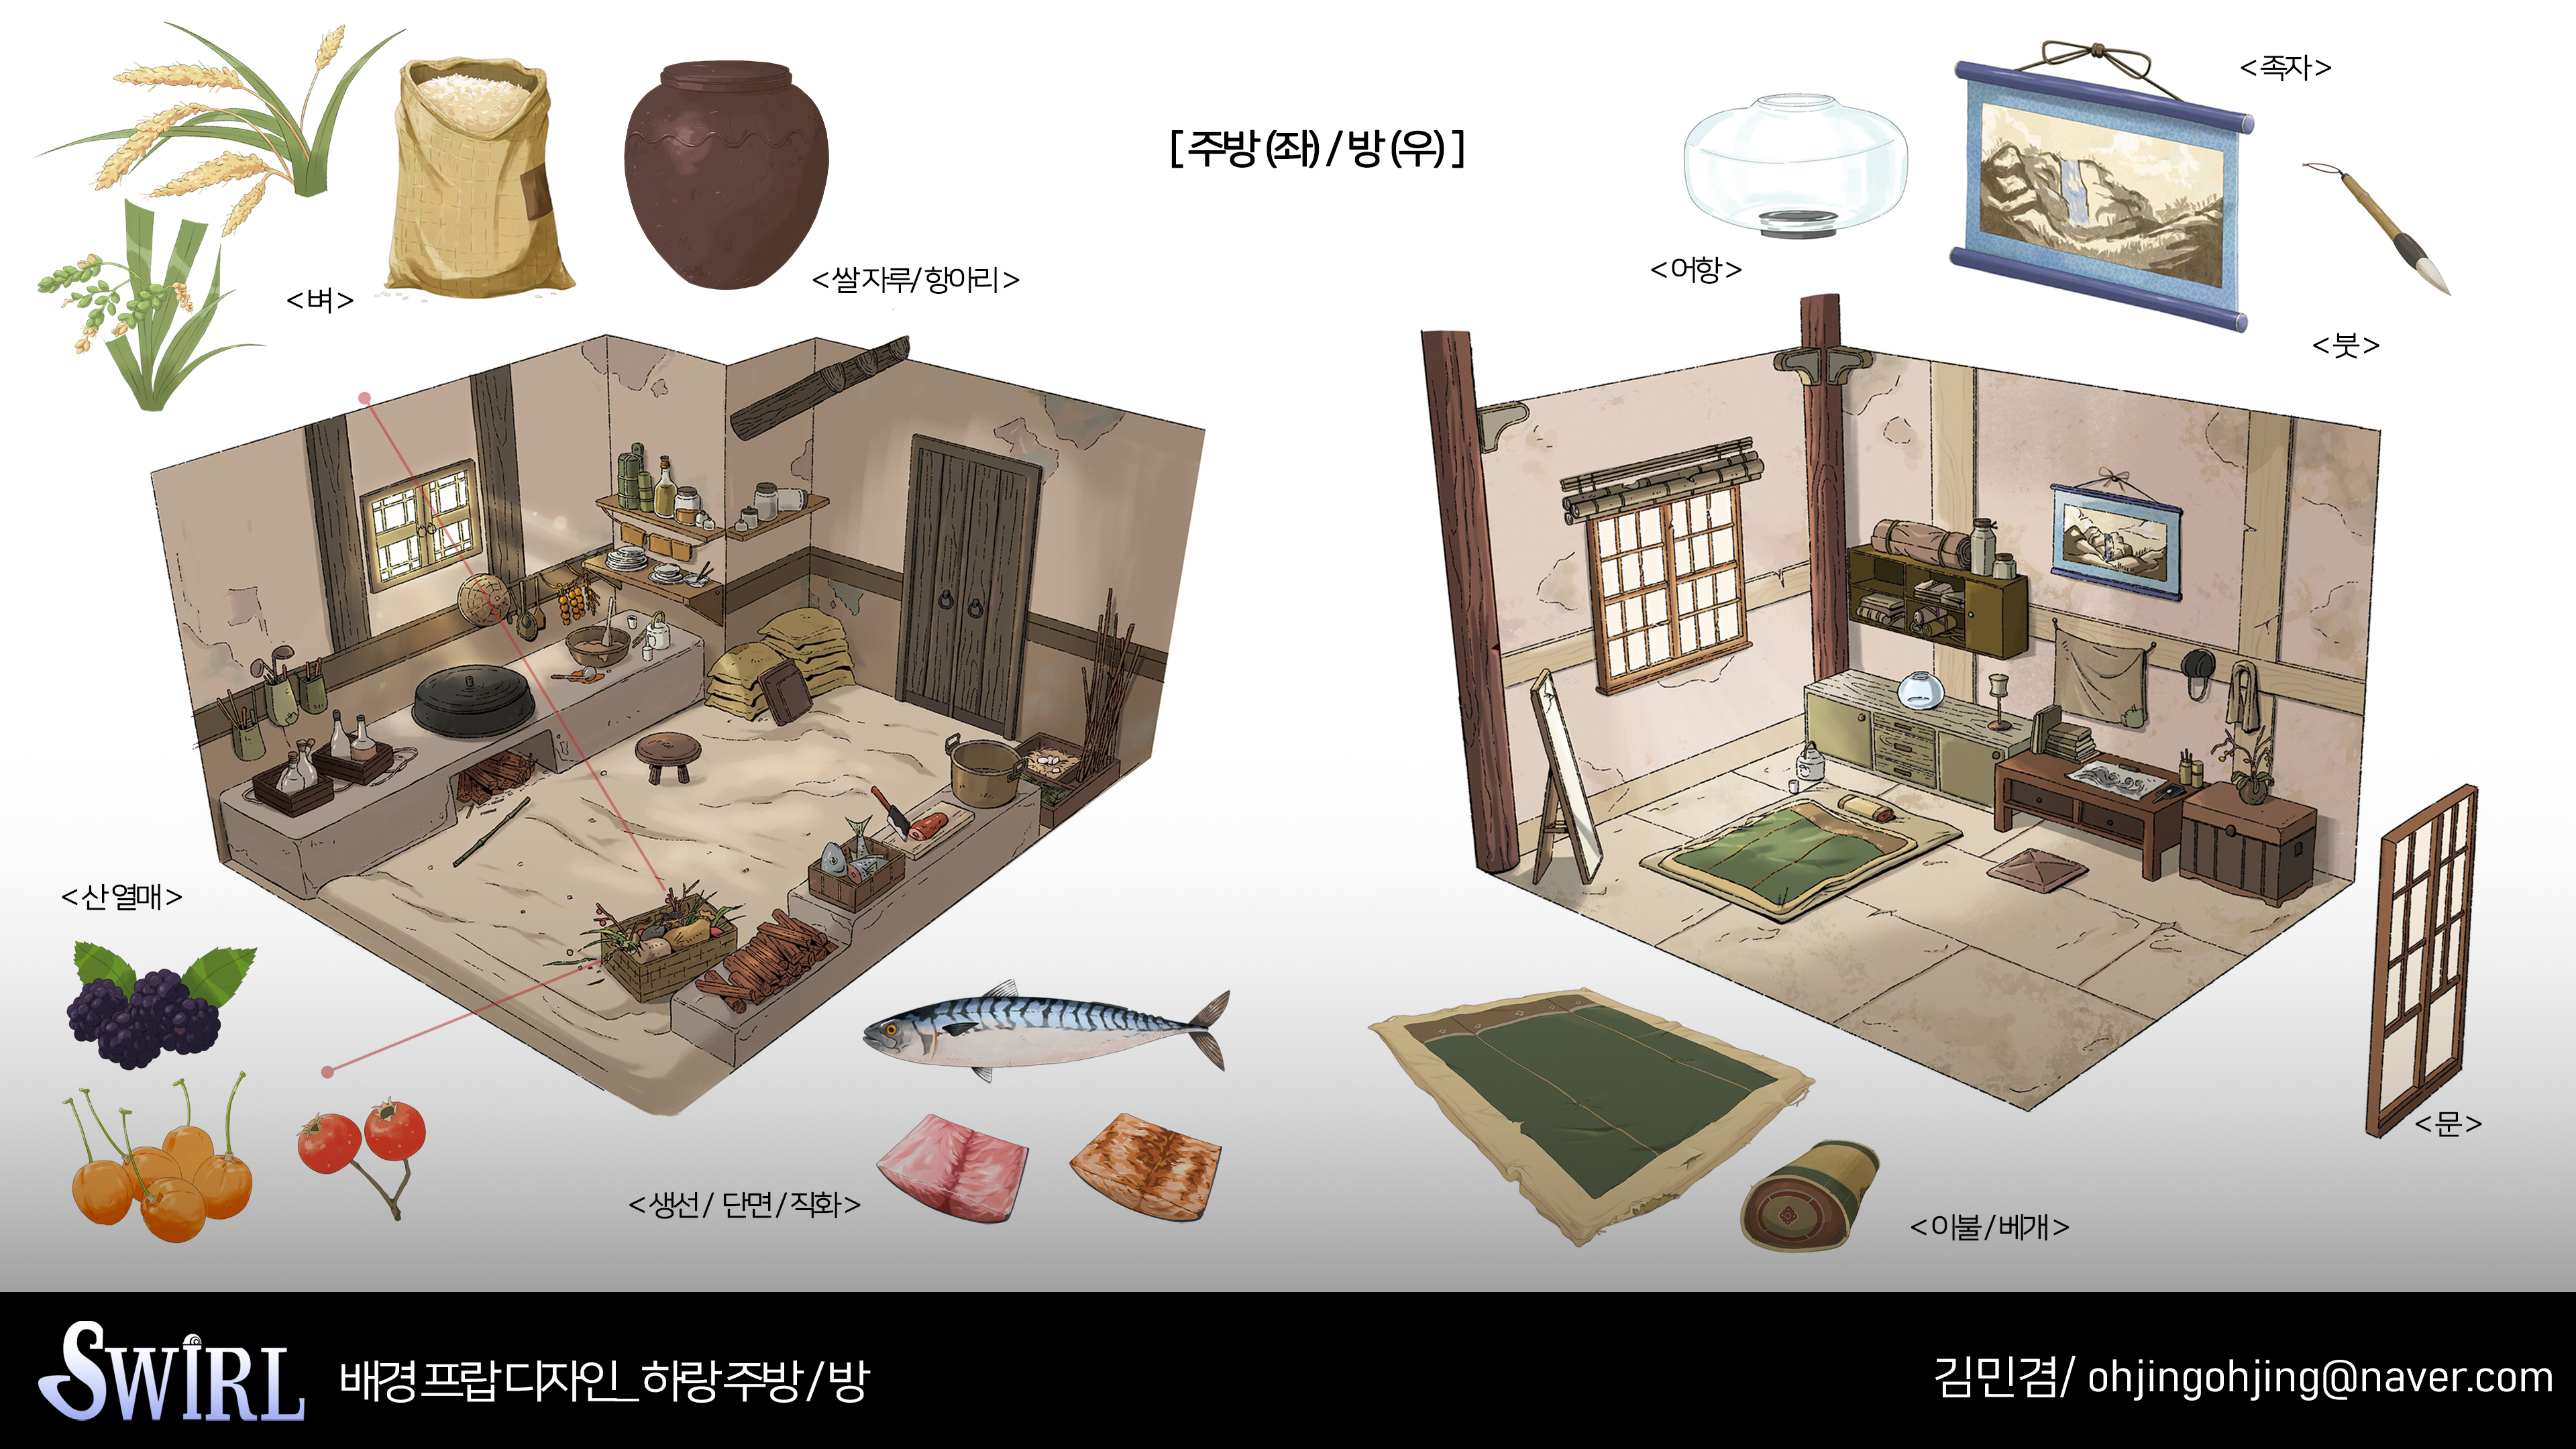 [ 주방 (좌) / 방 (우) ]
<벼>
<쌀 자루/ 항아리>
<어항>
<족자>
<붓>
<산 열매>
<생선 / 단면 / 직화>
<이불 / 베개>
<문>
SWIRL
배경 프랍 디자인_하랑 주방 / 방
김민겸/ ohjingohjing@naver.com